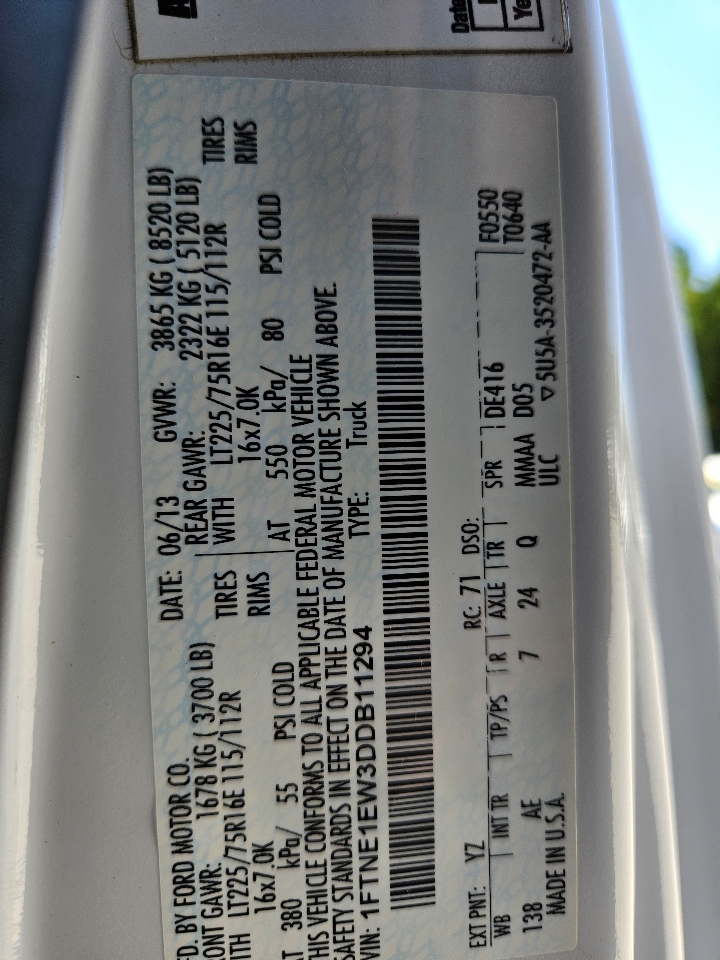 A
Date
Ye
FD. BY FORD MOTOR CO. DATE: 06/13 GVWR: 3865 KG ( 8520 LB)
ONT GAWR: 1678 KG ( 3700 LB) REAR GAWR: 2322 KG ( 5120 LB)
ITH LT225/75R16E 115/112R TIRES WITH LT225/75R16E 115/112R TIRES
16x7.0K RIMS 16x7.0K RIMS
AT 380 kPa/ 55 PSI COLD AT 550 kPa/ 80 PSI COLD
THIS VEHICLE CONFORMS TO ALL APPLICABLE FEDERAL MOTOR VEHICLE
SAFETY STANDARDS IN EFFECT ON THE DATE OF MANUFACTURE SHOWN ABOVE.
VIN: 1FTNE1EW3DDB11294 TYPE: Truck
EXT PNT: YZ RC: 71 DSO: F0550
WB INT TR TP/PS R AXLE TR SPR DE416 T0640
138 AE 7 24 Q MMAA D05
MADE IN U.S.A. ULC ▽5U5A-3520472-AA